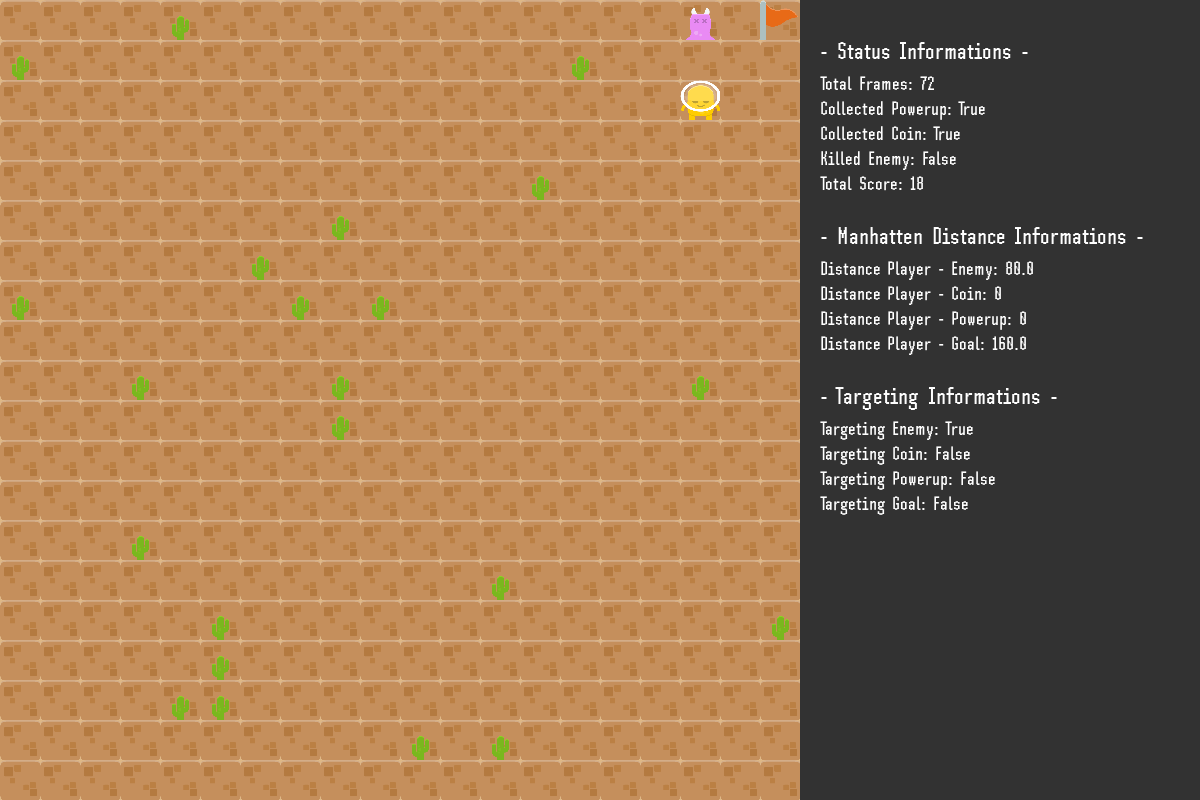 - Status Informations -
Total Frames: 72
Collected Powerup: True
Collected Coin: True
Killed Enemy: False
Total Score: 18
- Manhatten Distance Informations -
Distance Player - Enemy: 80.0
Distance Player - Coin: 0
Distance Player - Powerup: 0
Distance Player - Goal: 160.0
- Targeting Informations -
Targeting Enemy: True
Targeting Coin: False
Targeting Powerup: False
Targeting Goal: False